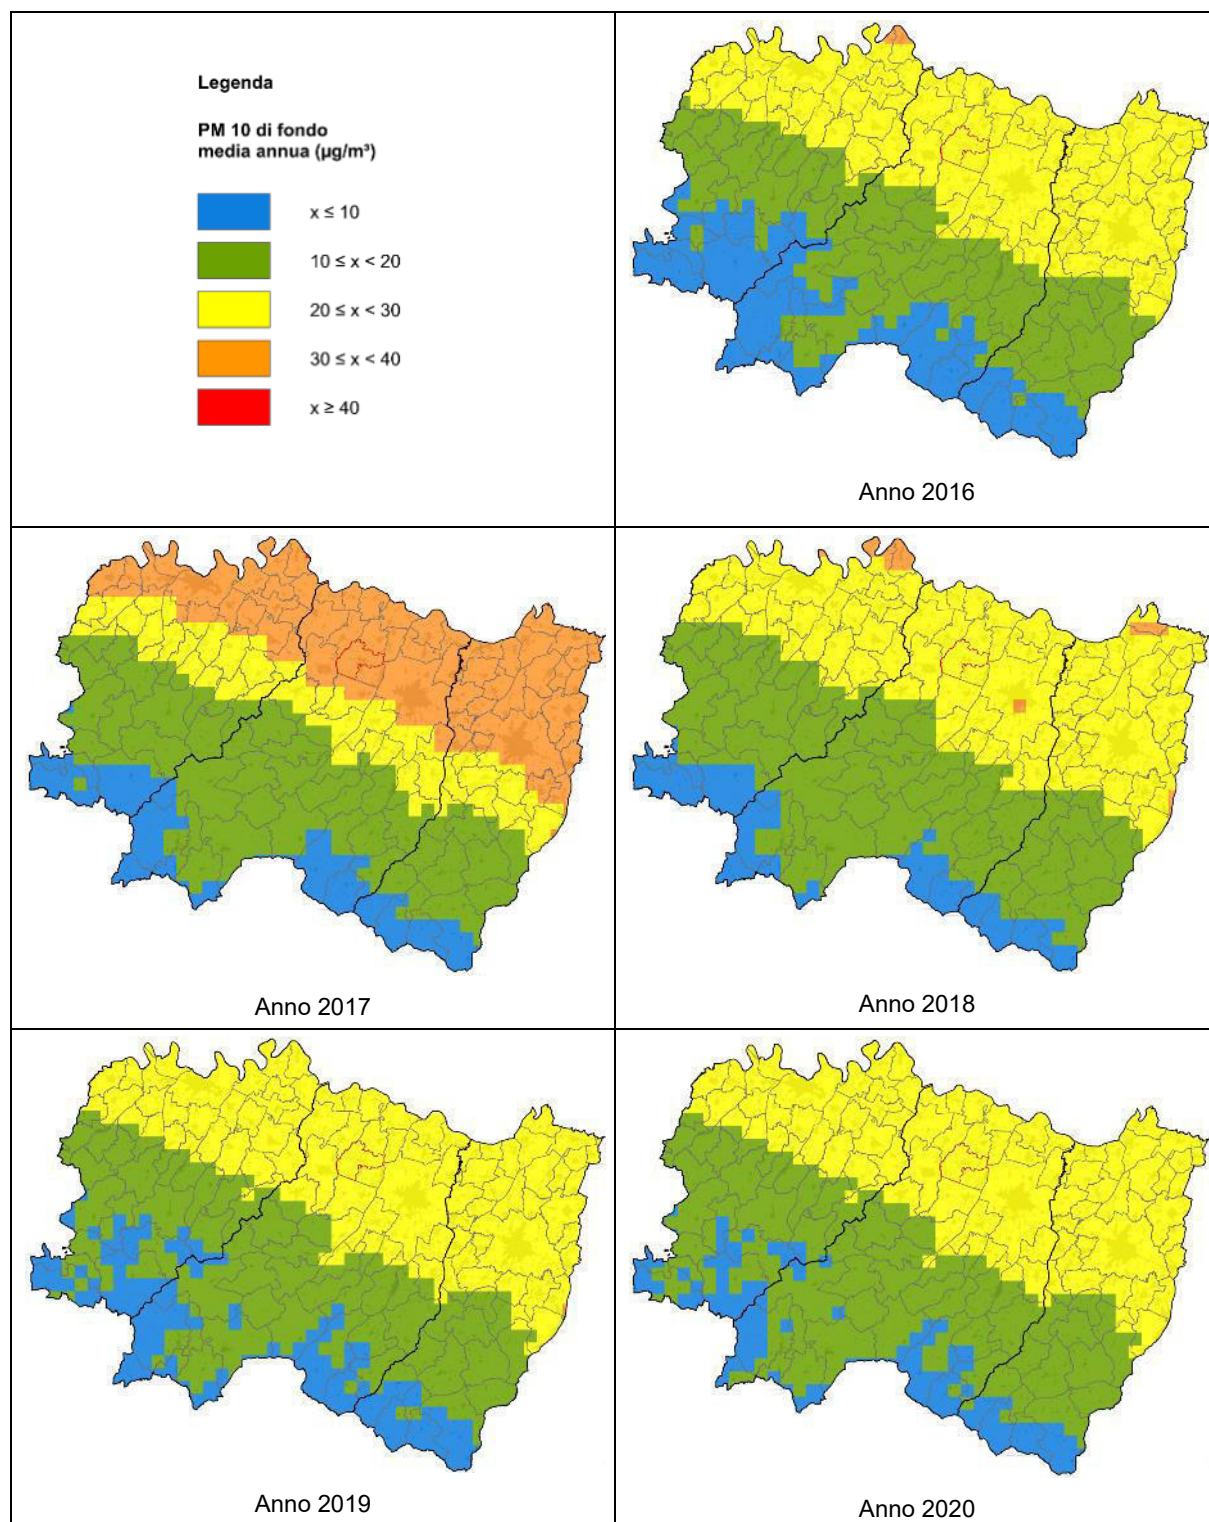 Legenda
PM 10 di fondo
media annua (µg/m³)
x ≤ 10
10 ≤ x < 20
20 ≤ x < 30
30 ≤ x < 40
x ≥ 40
Anno 2016
Anno 2017
Anno 2018
Anno 2019
Anno 2020